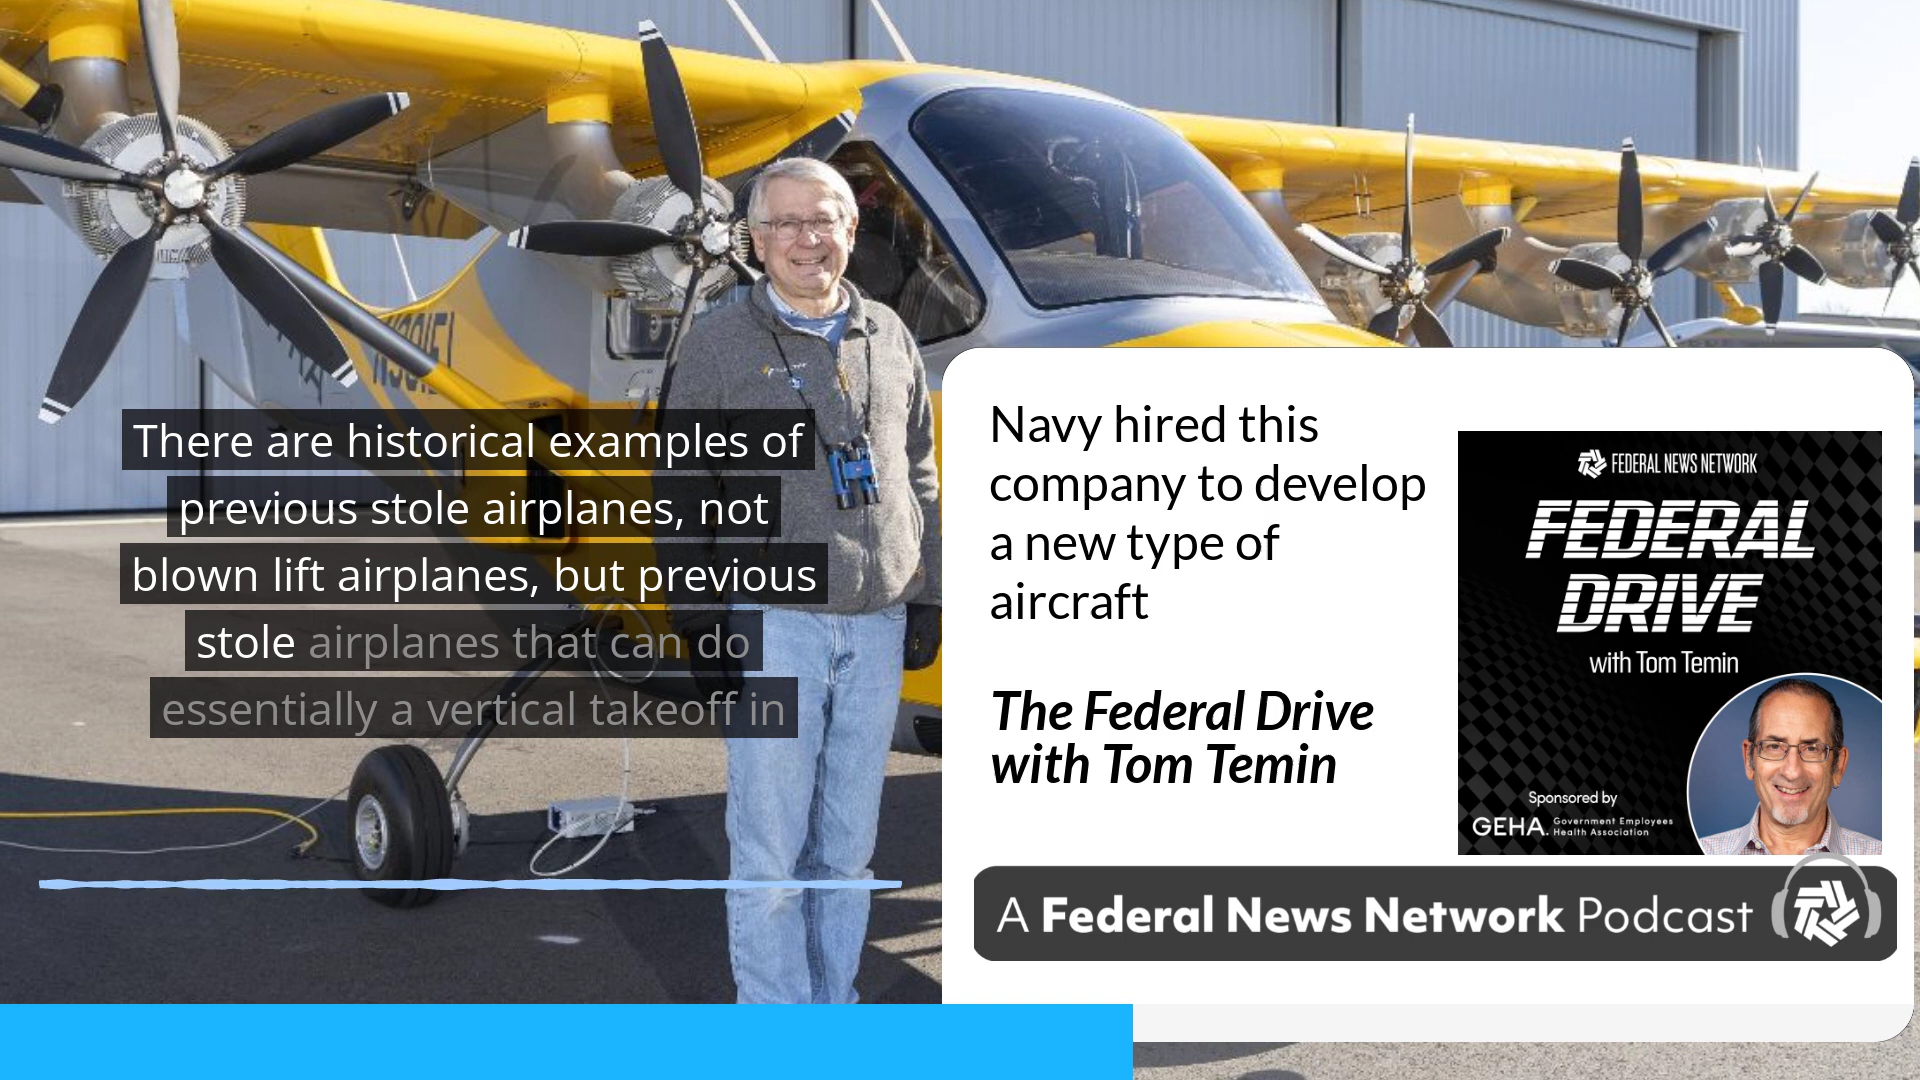 There are historical examples of
previous stole airplanes, not
blown lift airplanes, but previous
stole airplanes that can do
essentially a vertical takeoff in
Navy hired this
company to develop
a new type of
aircraft
The Federal Drive
with Tom Temin
FEDERAL NEWS NETWORK
FEDERAL
DRIVE
with Tom Temin
Sponsored by
GEHA. Government Employees
Health Association
A Federal News Network Podcast